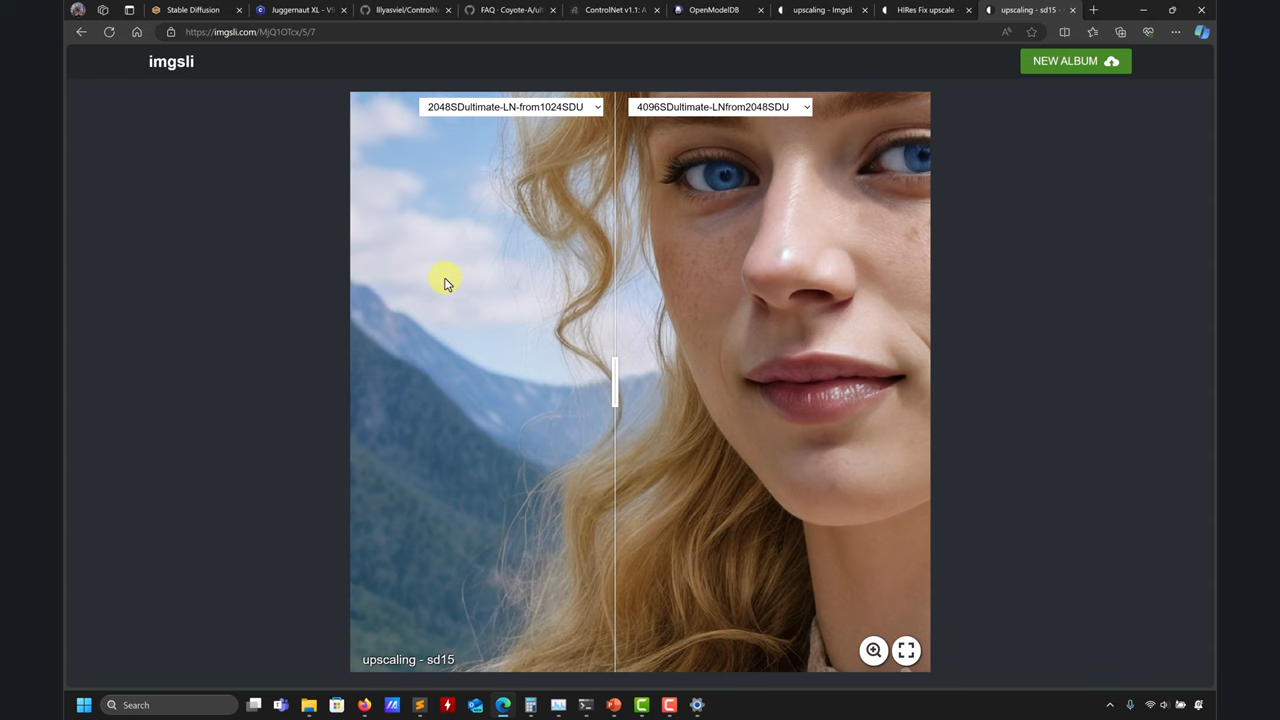 Stable Diffusion
Juggernaut XL - V
lllyasviel/ControlN
FAQ · Coyote-A/ult
ControlNet v1.1: A
OpenModelDB
upscaling - Imgsli
HIRes Fix upscale
upscaling - sd15
https://imgsli.com/MjQ1OTcx/5/7
imgsli
NEW ALBUM
2048SDultimate-LN-from1024SDU
4096SDultimate-LNfrom2048SDU
upscaling - sd15
Search